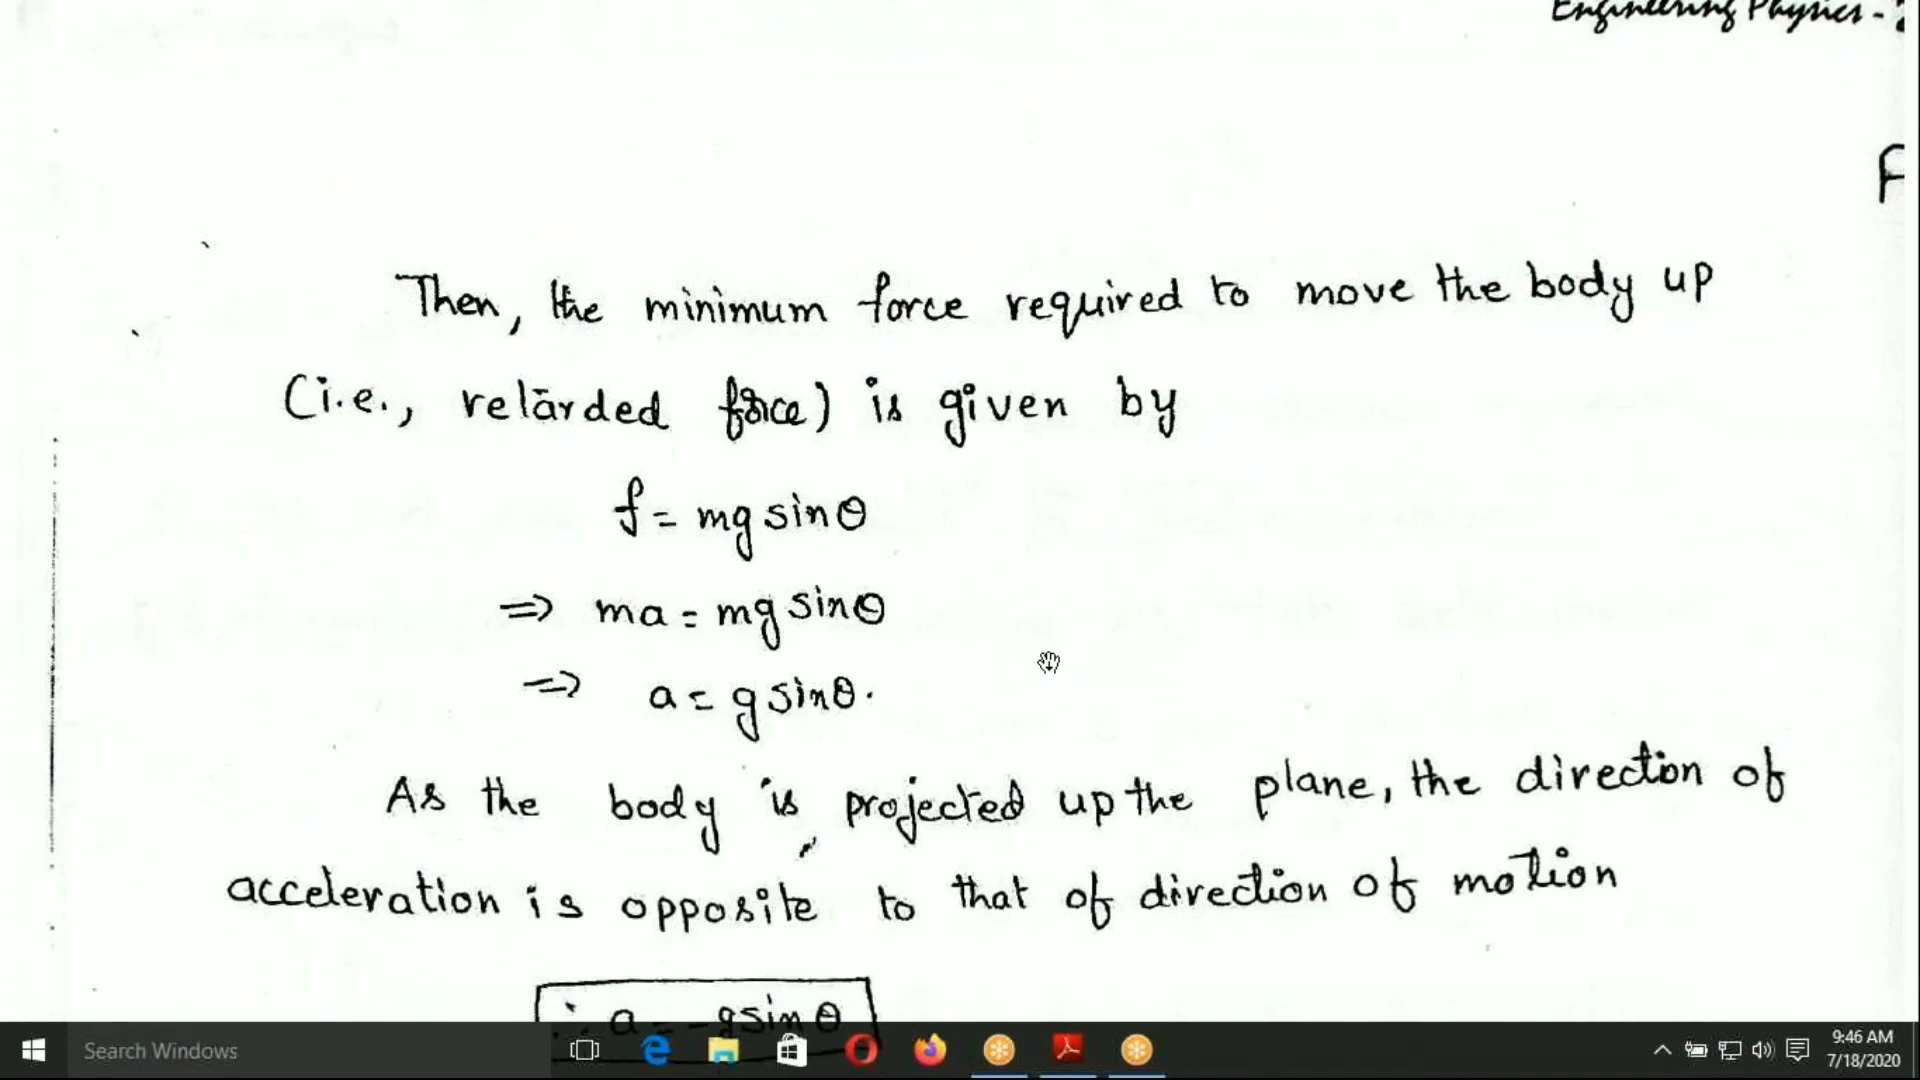 Engineering Physics -
F
Then, the minimum force required to move the body up
(i.e., retarded force) is given by
f = mg sinθ
=> ma = mg sinθ
=> a = g sinθ.
As the body is projected up the plane, the direction of
acceleration is opposite to that of direction of motion
∴ a = -g sinθ
Search Windows
9:46 AM
7/18/2020